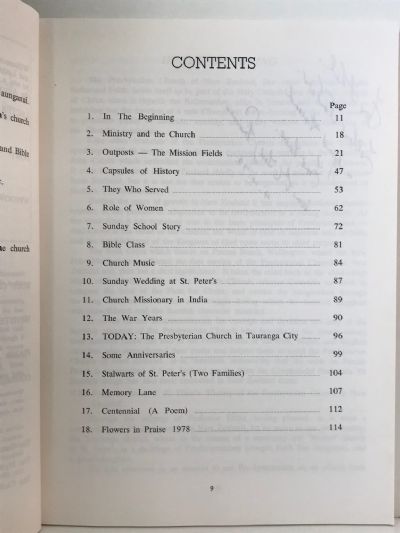 aunganui.
's church
and Bible
e church
CONTENTS
Page
1. In The Beginning 11
2. Ministry and the Church 18
3. Outposts — The Mission Fields 21
4. Capsules of History 47
5. They Who Served 53
6. Role of Women 62
7. Sunday School Story 72
8. Bible Class 81
9. Church Music 84
10. Sunday Wedding at St. Peter's 87
11. Church Missionary in India 89
12. The War Years 90
13. TODAY: The Presbyterian Church in Tauranga City 96
14. Some Anniversaries 99
15. Stalwarts of St. Peter's (Two Families) 104
16. Memory Lane 107
17. Centennial (A Poem) 112
18. Flowers in Praise 1978 114
9